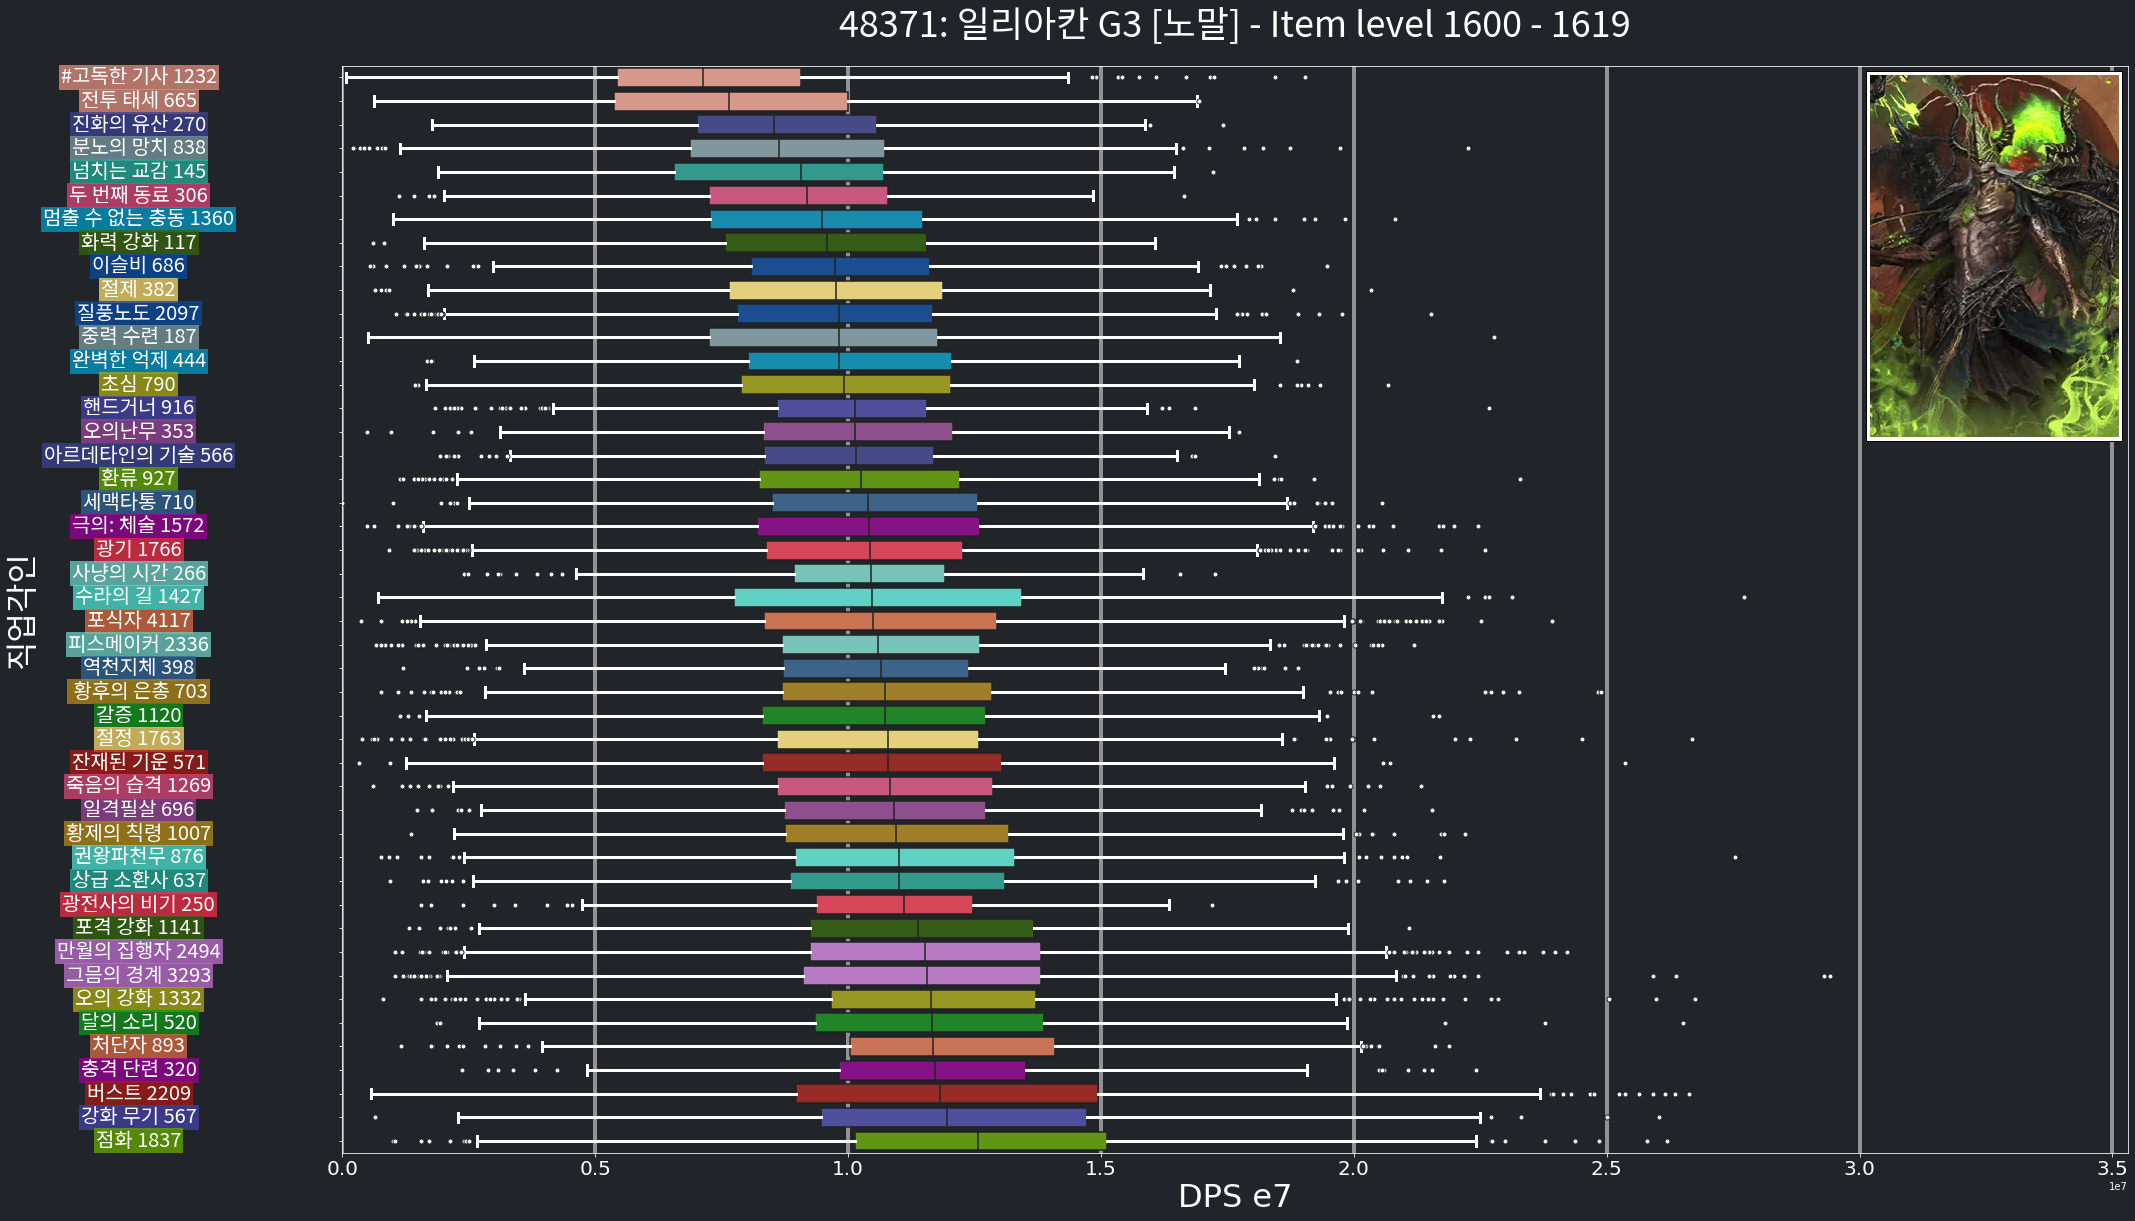 48371: 일리아칸 G3 [노말] - Item level 1600 - 1619
#고독한 기사 1232
전투 태세 665
진화의 유산 270
분노의 망치 838
넘치는 교감 145
두 번째 동료 306
멈출 수 없는 충동 1360
화력 강화 117
이슬비 686
절제 382
질풍노도 2097
중력 수련 187
완벽한 억제 444
초심 790
핸드거너 916
오의난무 353
아르데타인의 기술 566
환류 927
세맥타통 710
극의: 체술 1572
광기 1766
사냥의 시간 266
수라의 길 1427
포식자 4117
피스메이커 2336
역천지체 398
황후의 은총 703
갈증 1120
절정 1763
잔재된 기운 571
죽음의 습격 1269
일격필살 696
황제의 칙령 1007
권왕파천무 876
상급 소환사 637
광전사의 비기 250
포격 강화 1141
만월의 집행자 2494
그믐의 경계 3293
오의 강화 1332
달의 소리 520
처단자 893
충격 단련 320
버스트 2209
강화 무기 567
점화 1837
직업각인
0.0 0.5 1.0 1.5 2.0 2.5 3.0 3.5
1e7
DPS e7